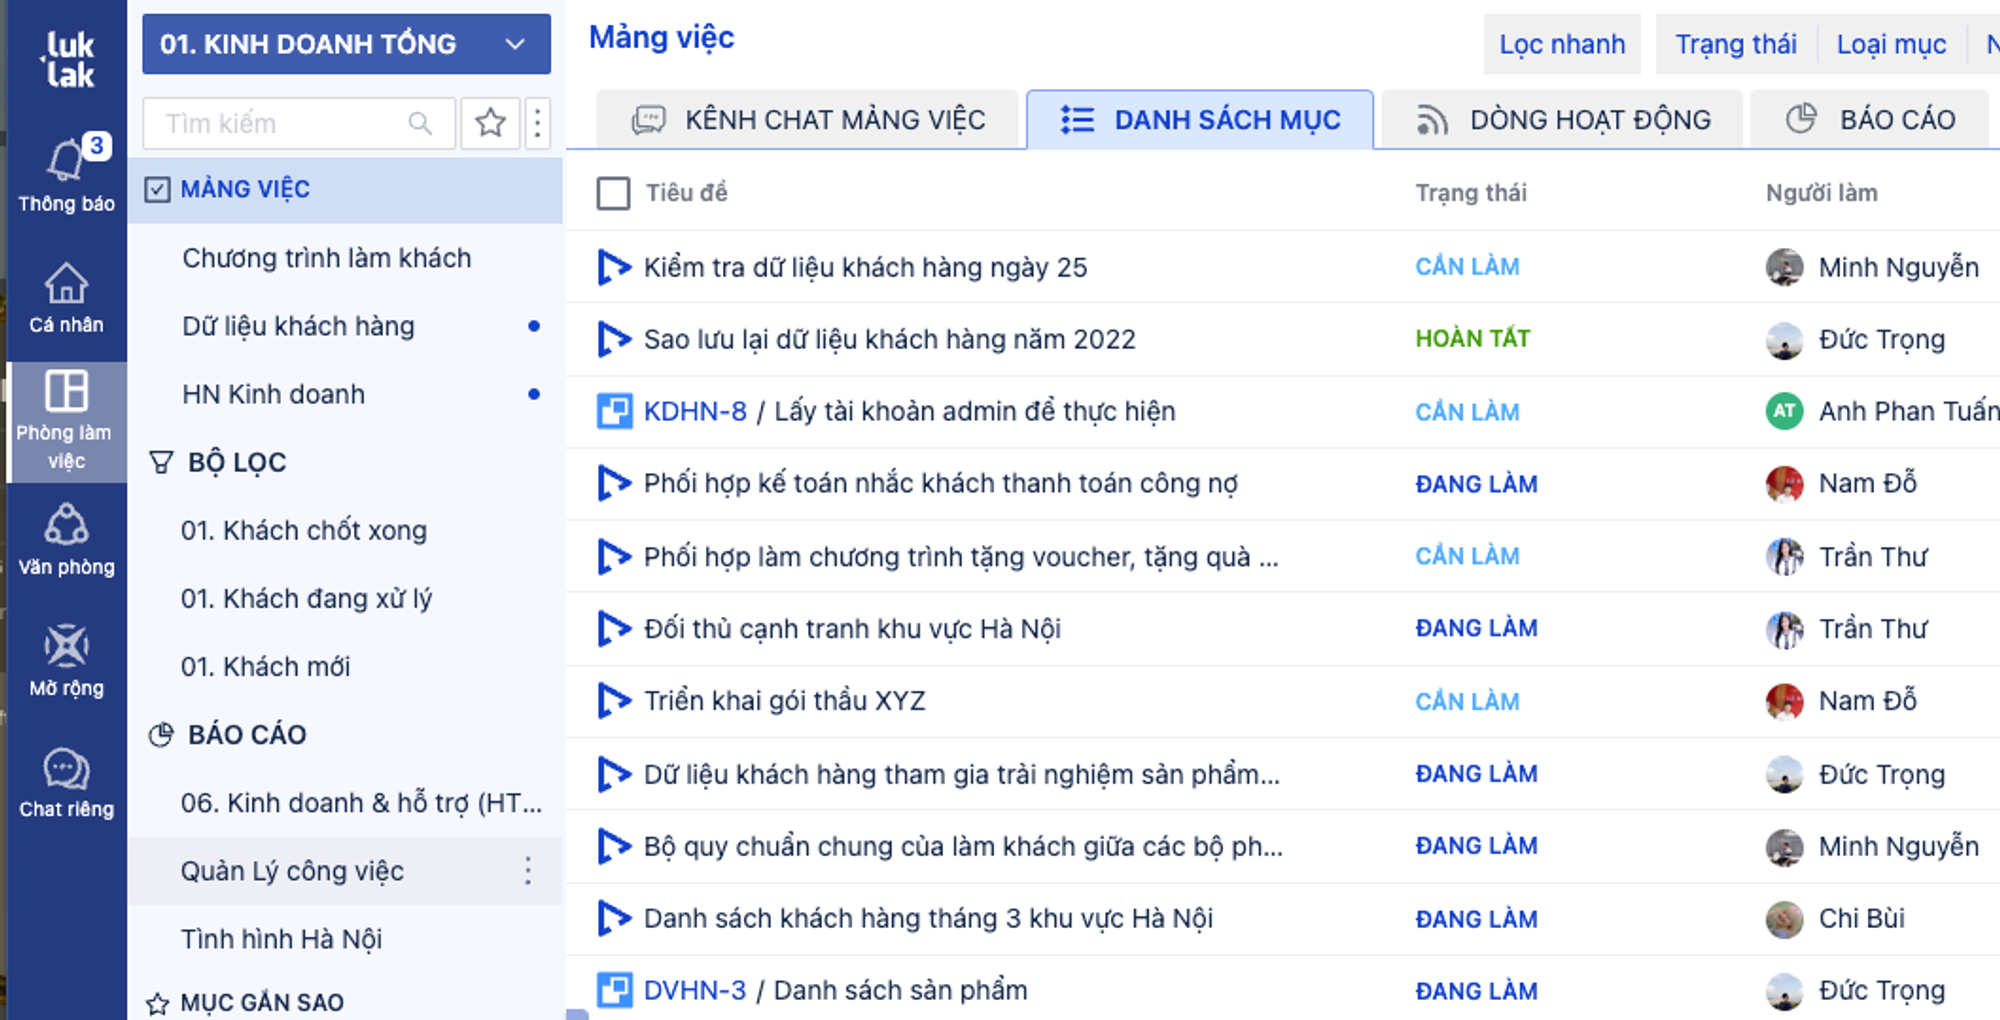 luk
lak
3
Thông báo
Cá nhân
Phòng làm
việc
Văn phòng
Mở rộng
Chat riêng
01. KINH DOANH TỔNG
Tìm kiếm
MẢNG VIỆC
Chương trình làm khách
Dữ liệu khách hàng
HN Kinh doanh
BỘ LỌC
01. Khách chốt xong
01. Khách đang xử lý
01. Khách mới
BÁO CÁO
06. Kinh doanh & hỗ trợ (HT...
Quản Lý công việc
Tình hình Hà Nội
MỤC GẮN SAO
Mảng việc
Lọc nhanh Trạng thái Loại mục N
KÊNH CHAT MẢNG VIỆC DANH SÁCH MỤC DÒNG HOẠT ĐỘNG BÁO CÁO
Tiêu đề Trạng thái Người làm
Kiểm tra dữ liệu khách hàng ngày 25 CẦN LÀM Minh Nguyễn
Sao lưu lại dữ liệu khách hàng năm 2022 HOÀN TẤT Đức Trọng
KDHN-8 / Lấy tài khoản admin để thực hiện CẦN LÀM AT Anh Phan Tuấn
Phối hợp kế toán nhắc khách thanh toán công nợ ĐANG LÀM Nam Đỗ
Phối hợp làm chương trình tặng voucher, tặng quà ... CẦN LÀM Trần Thư
Đối thủ cạnh tranh khu vực Hà Nội ĐANG LÀM Trần Thư
Triển khai gói thầu XYZ CẦN LÀM Nam Đỗ
Dữ liệu khách hàng tham gia trải nghiệm sản phẩm... ĐANG LÀM Đức Trọng
Bộ quy chuẩn chung của làm khách giữa các bộ ph... ĐANG LÀM Minh Nguyễn
Danh sách khách hàng tháng 3 khu vực Hà Nội ĐANG LÀM Chi Bùi
DVHN-3 / Danh sách sản phẩm ĐANG LÀM Đức Trọng